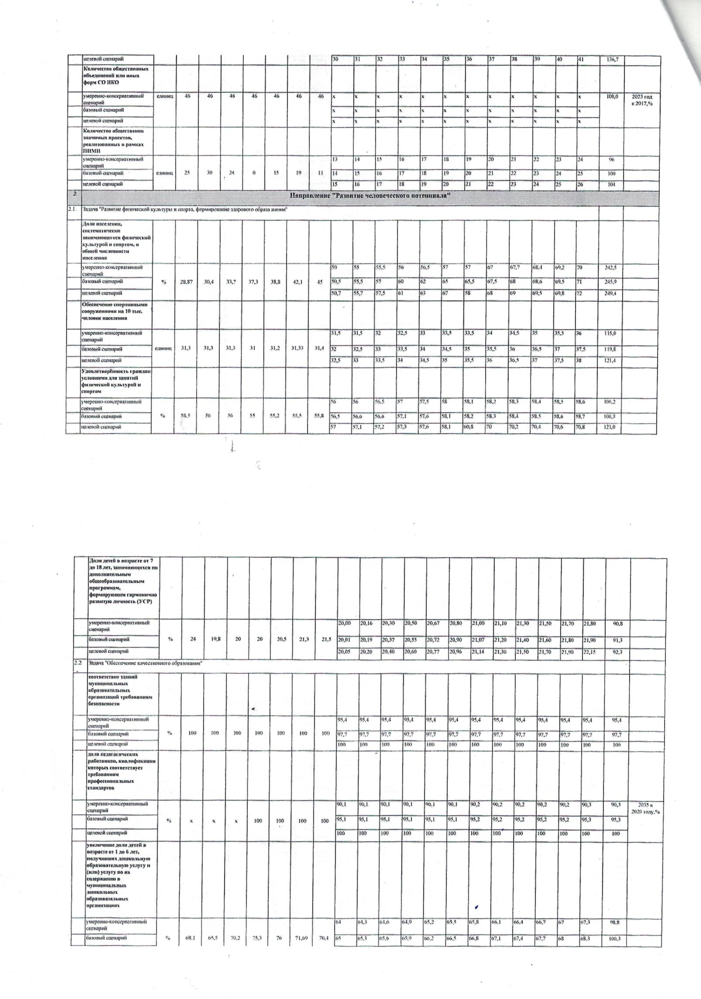 целевой сценарий 30 31 32 33 34 35 36 37 38 39 40 41 136,7
Количество общественных
объединений или иных
форм СО НКО
умеренно-консервативный единиц 46 46 46 46 46 46 46 x x x x x x x x x x x x 100,0 2023 год
сценарий к 2017,%
базовый сценарий x x x x x x x x x x x x
целевой сценарий x x x x x x x x x x x x
Количество общественно
значимых проектов,
реализованных в рамках
ППМИ
умеренно-консервативный 13 14 15 16 17 18 19 20 21 22 23 24 96
сценарий
базовый сценарий единиц 25 30 24 0 15 19 11 14 15 16 17 18 19 20 21 22 23 24 25 100
целевой сценарий 15 16 17 18 19 20 21 22 23 24 25 26 104
2 Направление "Развитие человеческого потенциала"
2.1. Задача "Развитие физической культуры и спорта, формирование здорового образа жизни"
Доля населения,
систематически
занимающегося физической
культурой и спортом, в
общей численности
населения
умеренно-консервативный 50 55 55,5 56 56,5 57 57 67 67,7 68,4 69,2 70 242,5
сценарий
базовый сценарий % 28,87 30,4 33,7 37,3 38,8 42,1 45 50,5 55,5 57 60 62 65 65,5 67,5 68 68,6 69,5 71 245,9
целевой сценарий 50,7 55,7 57,5 61 63 67 58 68 69 69,5 69,8 72 249,4
Обеспечение спортивными
сооружениями на 10 тыс.
человек населения
умеренно-консервативный 31,5 31,5 32 32,5 33 33,5 33,5 34 34,5 35 35,5 36 115,0
сценарий
базовый сценарий единиц 31,3 31,3 31,3 31 31,2 31,33 31,4 32 32,5 33 33,5 34 34,5 35 35,5 36 36,5 37 37,5 119,8
целевой сценарий 32,5 33 33,5 34 34,5 35 35,5 36 36,5 37 37,5 38 121,4
Удовлетворённость граждан
условиями для занятий
физической культурой и
спортом
умеренно-консервативный 56 56 56,5 57 57,5 58 58,1 58,2 58,3 58,4 58,5 58,6 100,2
сценарий
базовый сценарий % 58,5 56 56 55 55,2 55,5 55,8 56,5 56,6 56,6 57,1 57,6 58,1 58,2 58,3 58,4 58,5 58,6 58,7 100,3
целевой сценарий 57 57,1 57,2 57,3 57,6 58,1 60,8 70 70,2 70,4 70,6 70,8 121,0
Доля детей в возрасте от 7
до 18 лет, занимающихся по
дополнительным
общеобразовательным
программам,
формирующим гармонично
развитую личность (УСР)
умеренно-консервативный 20,00 20,16 20,30 20,50 20,67 20,80 21,00 21,10 21,30 21,50 21,70 21,80 90,8
сценарий
базовый сценарий % 24 19,8 20 20 20,5 21,3 21,5 20,01 20,19 20,37 20,55 20,72 20,90 21,07 21,20 21,40 21,60 21,80 21,90 91,3
целевой сценарий 20,05 20,20 20,40 20,60 20,77 20,96 21,14 21,30 21,50 21,70 21,90 22,15 92,3
2.2 Задача "Обеспечение качественного образования"
соответствие зданий
муниципальных
образовательных
организаций требованиям
безопасности
умеренно-консервативный 95,4 95,4 95,4 95,4 95,4 95,4 95,4 95,4 95,4 95,4 95,4 95,4 95,4
сценарий
базовый сценарий % 100 100 100 100 100 100 100 97,7 97,7 97,7 97,7 97,7 97,7 97,7 97,7 97,7 97,7 97,7 97,7 97,7
целевой сценарий 100 100 100 100 100 100 100 100 100 100 100 100 100
доля педагогических
работников, квалификация
которых соответствует
требованиям
профессиональных
стандартов
умеренно-консервативный 90,1 90,1 90,1 90,1 90,1 90,1 90,2 90,2 90,2 90,2 90,2 90,3 90,3 2035 к
сценарий 2020 году,%
базовый сценарий % x x x 100 100 100 100 95,1 95,1 95,1 95,1 95,1 95,1 95,2 95,2 95,2 95,2 95,2 95,3 95,3
целевой сценарий 100 100 100 100 100 100 100 100 100 100 100 100 100
увеличение доли детей в
возрасте от 1 до 6 лет,
получивших дошкольную
образовательную услугу и
(или) услугу по их
содержанию в
муниципальных
дошкольных
образовательных
организациях
умеренно-консервативный 64 64,3 64,6 64,9 65,2 65,5 65,8 66,1 66,4 66,7 67 67,3 98,8
сценарий
базовый сценарий % 68,1 65,5 70,2 75,3 76 71,69 70,4 65 65,3 65,6 65,9 66,2 66,5 66,8 67,1 67,4 67,7 68 68,3 100,3